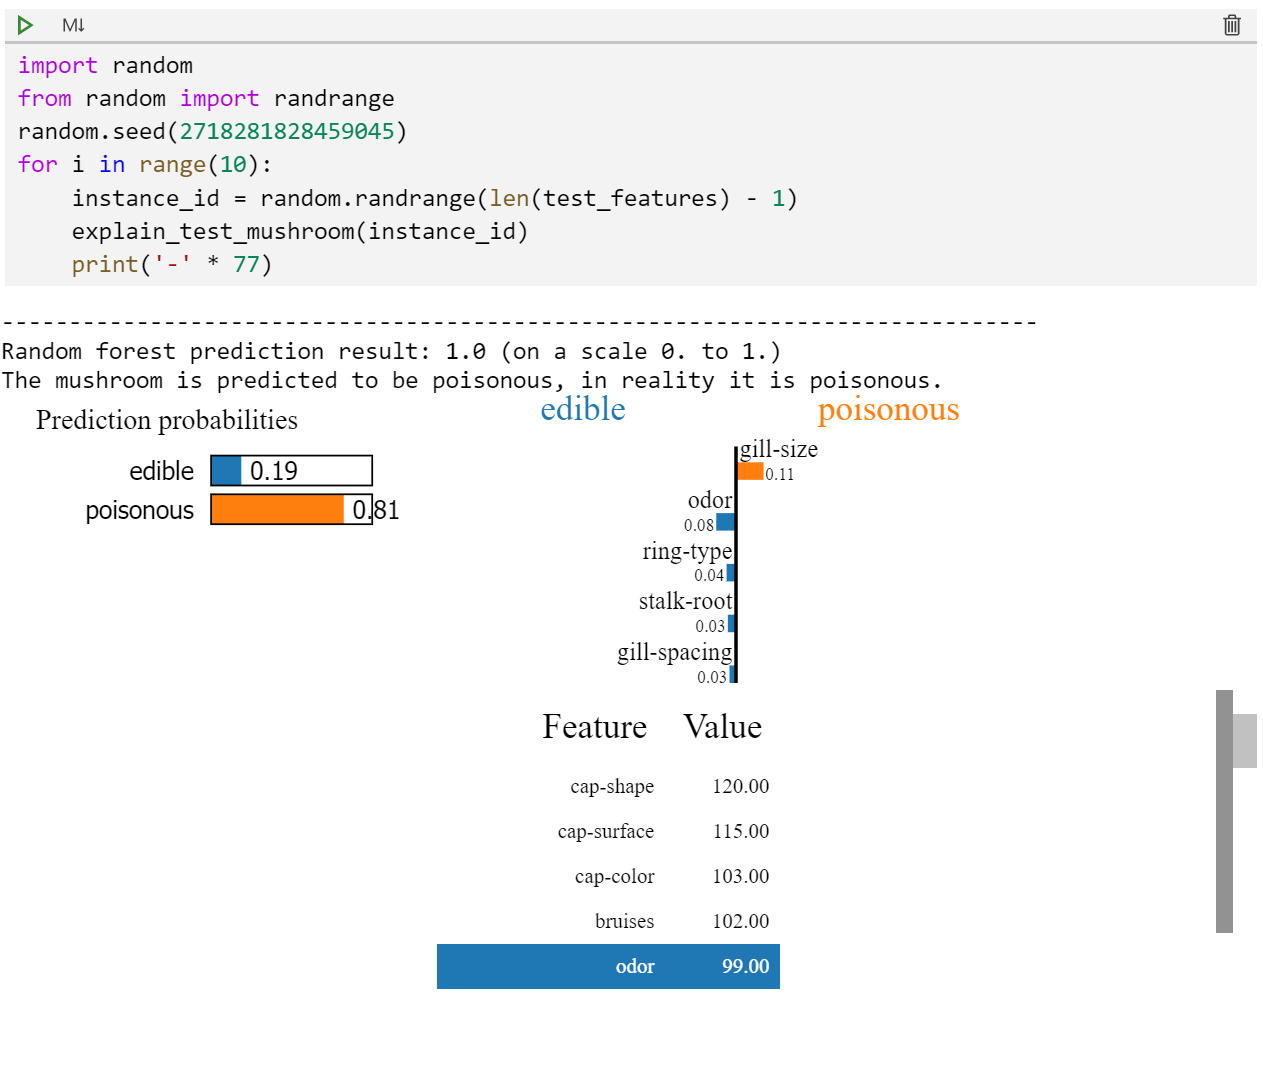 M↓
import random
from random import randrange
random.seed(2718281828459045)
for i in range(10):
    instance_id = random.randrange(len(test_features) - 1)
    explain_test_mushroom(instance_id)
    print('-' * 77)
-----------------------------------------------------------------------------
Random forest prediction result: 1.0 (on a scale 0. to 1.)
The mushroom is predicted to be poisonous, in reality it is poisonous.
Prediction probabilities
edible 0.19
poisonous 0.81
edible poisonous
gill-size
0.11
odor
0.08
ring-type
0.04
stalk-root
0.03
gill-spacing
0.03
Feature Value
cap-shape 120.00
cap-surface 115.00
cap-color 103.00
bruises 102.00
odor 99.00